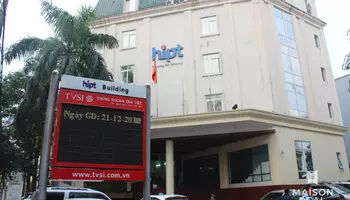 hipt
hipt
Building
TVSI
CHỨNG KHOÁN TÂN VIỆT
Ngày GD: 21-12-20
www.tvsi.com.vn
MAISON